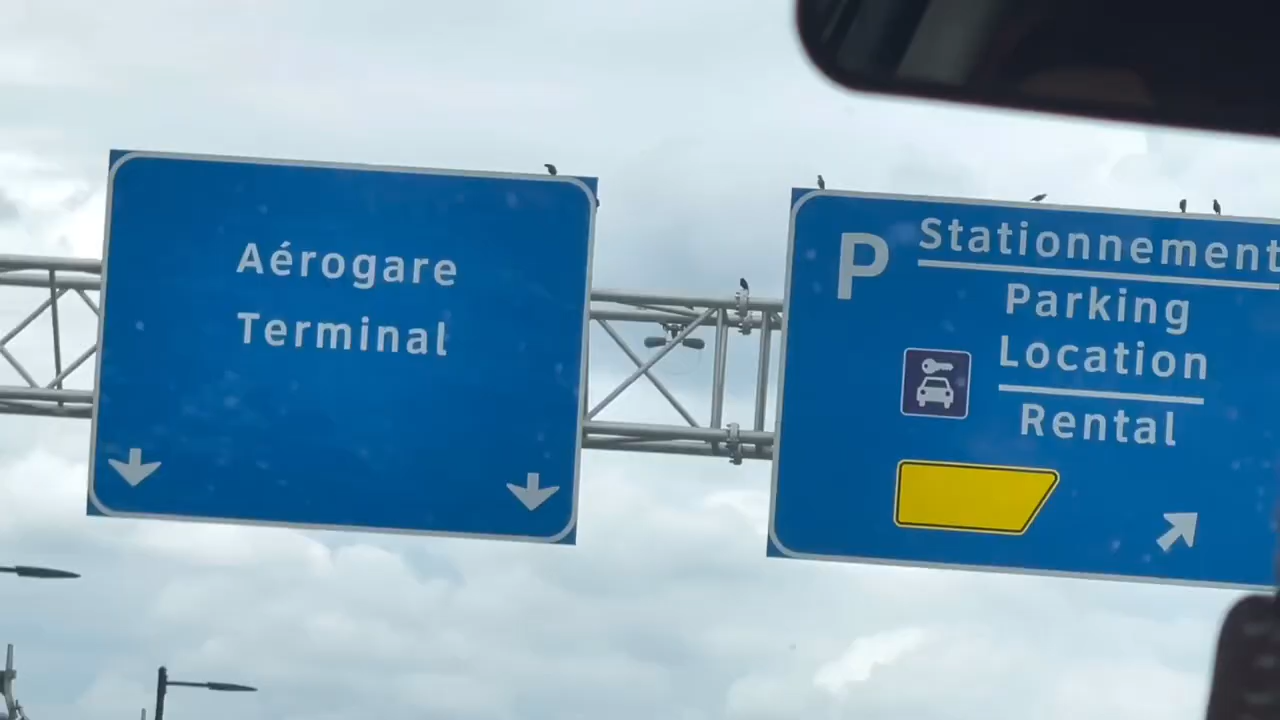 Aérogare
Terminal
P
Stationnement
Parking
Location
Rental